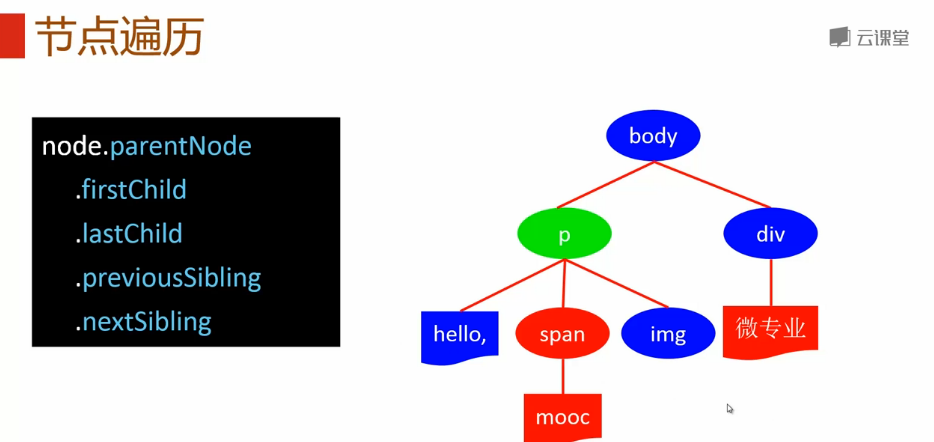 节点遍历
云课堂
node.parentNode
.firstChild
.lastChild
.previousSibling
.nextSibling
body
p
div
hello,
span
img
微专业
mooc